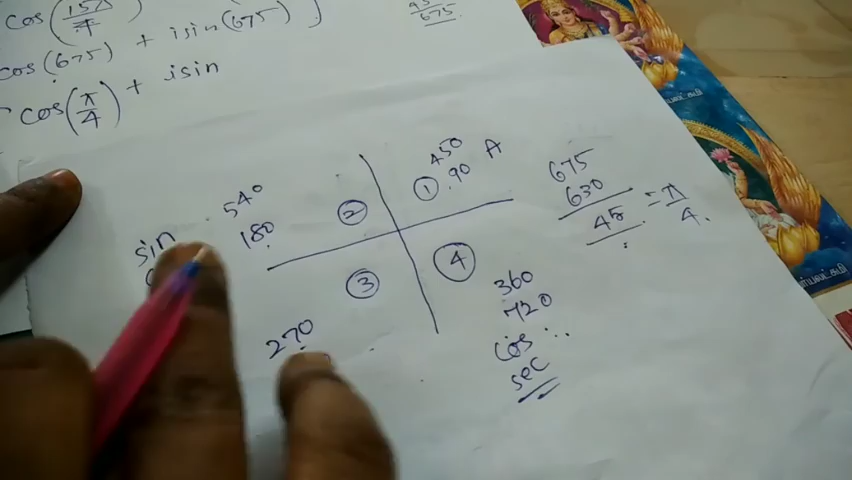 cos(15π/4)
cos(675) + isin(675) ]
675
cos(π/4) + isin
450
.90 A
①
②
540
180
sin
③
④
270
360
720
cos
sec
675
630
45 = π/4.